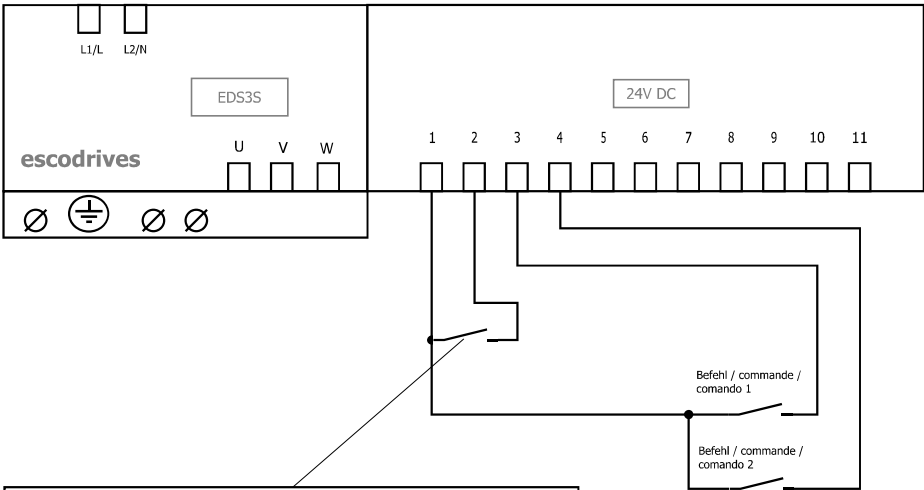 L1/L L2/N
EDS3S
24V DC
escodrives
U V W
1 2 3 4 5 6 7 8 9 10 11
Befehl / commande /
comando 1
Befehl / commande /
comando 2